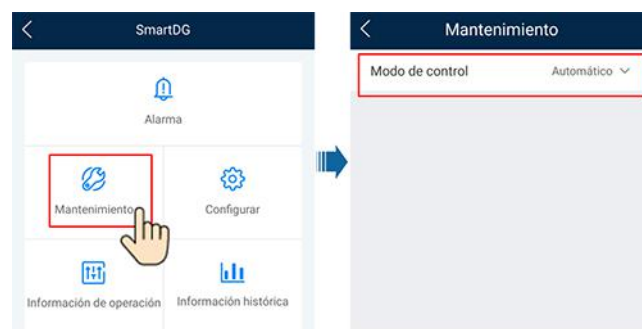 SmartDG
Alarma
Mantenimiento
Configurar
Información de operación
Información histórica
Mantenimiento
Modo de control
Automático